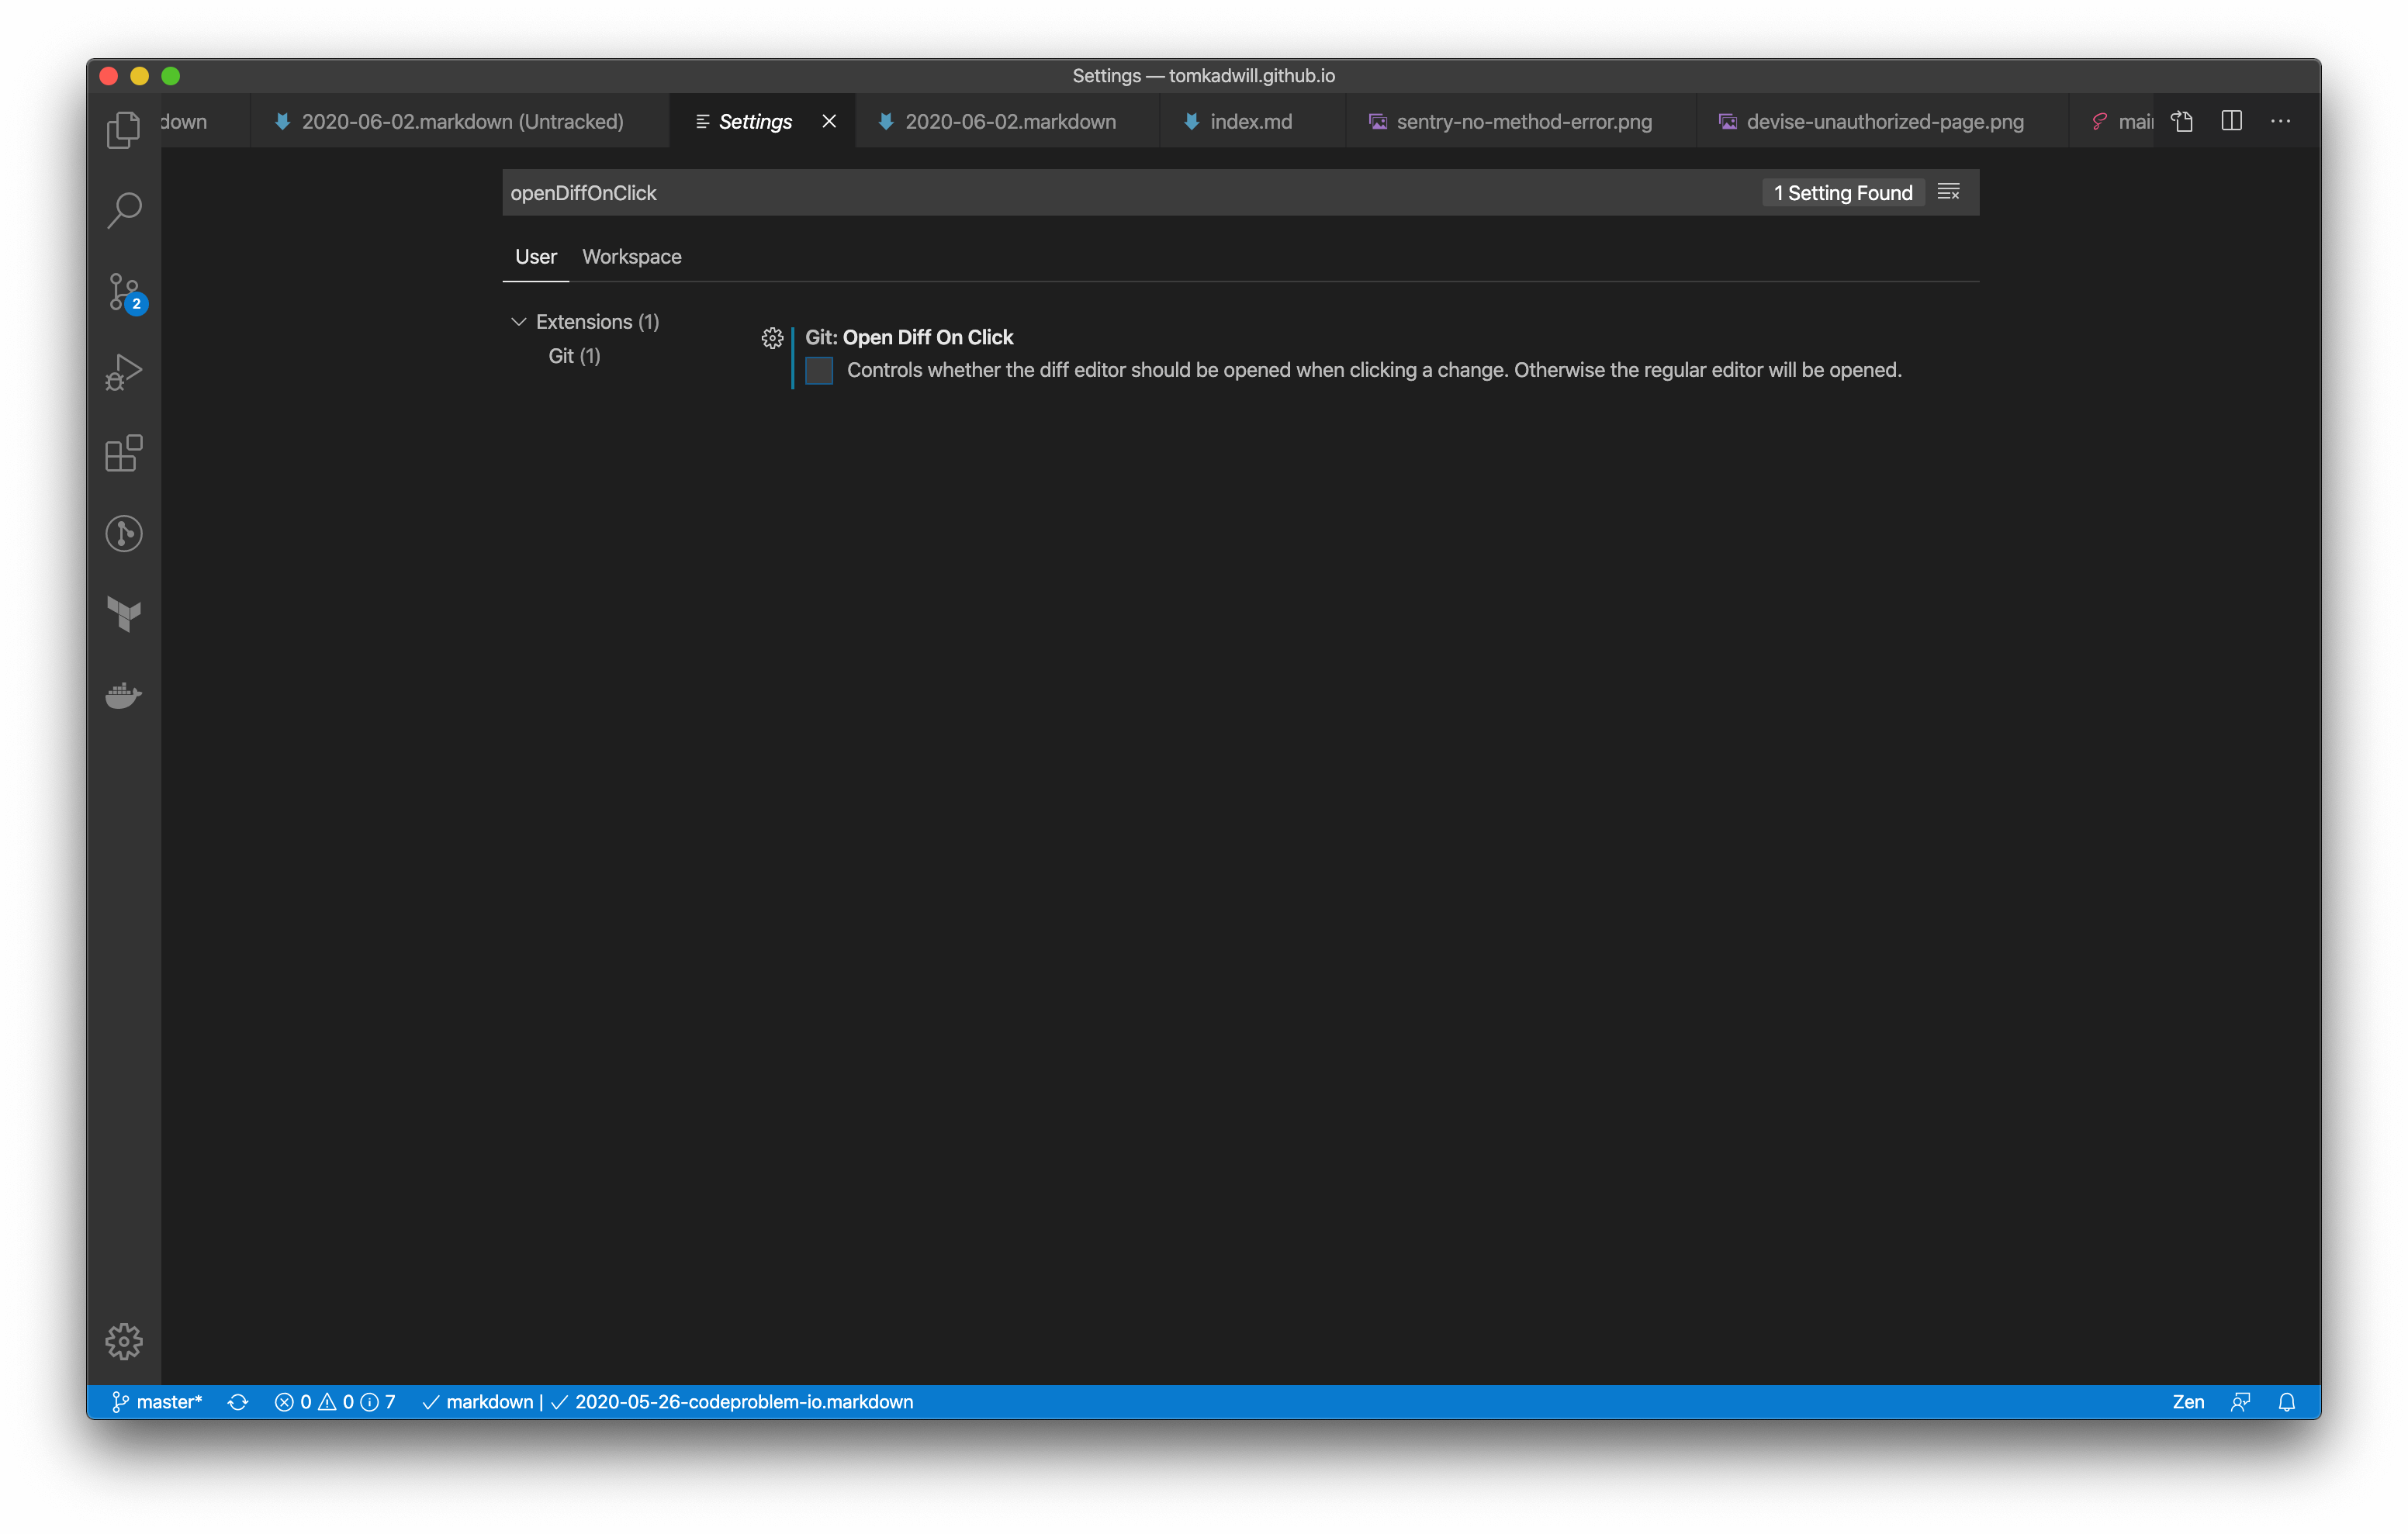 Settings — tomkadwill.github.io
down 2020-06-02.markdown (Untracked) Settings 2020-06-02.markdown index.md sentry-no-method-error.png devise-unauthorized-page.png mai
openDiffOnClick 1 Setting Found
User Workspace
Extensions (1)
Git (1)
Git: Open Diff On Click
Controls whether the diff editor should be opened when clicking a change. Otherwise the regular editor will be opened.
2
master* 0 0 7 markdown | 2020-05-26-codeproblem-io.markdown Zen